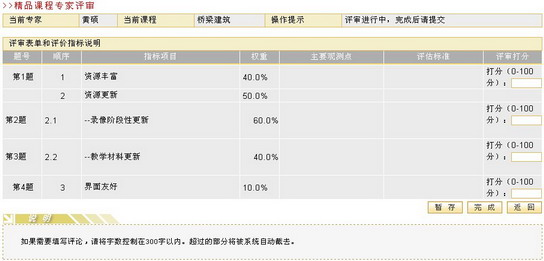 >>精品课程专家评审
当前专家 黄硕 当前课程 桥梁建筑 操作提示 评审进行中，完成后请提交
评审表单和评价指标说明
题号 顺序 指标项目 权重 主要观测点 评估标准 评审打分
第1题 1 资源丰富 40.0% 打分（0-100分）：
2 资源更新 50.0%
第2题 2.1 --录像阶段性更新 60.0% 打分（0-100分）：
第3题 2.2 --教学材料更新 40.0% 打分（0-100分）：
第4题 3 界面友好 10.0% 打分（0-100分）：
暂存 完成 返回
说 明
如果需要填写评论，请将字数控制在300字以内。超过的部分将被系统自动截去。